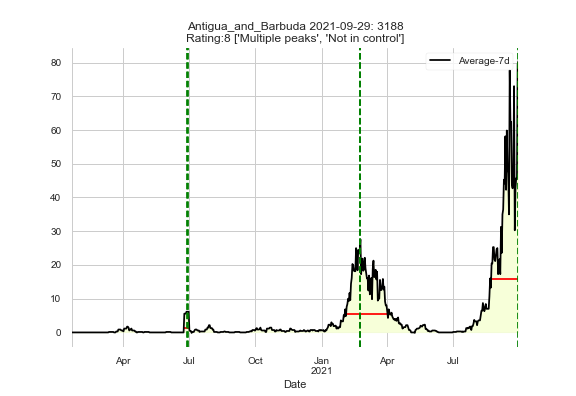 Antigua_and_Barbuda 2021-09-29: 3188
Rating:8 ['Multiple peaks', 'Not in control']
Average-7d
80
70
60
50
40
30
20
10
0
Apr
Jul
Oct
Jan
2021
Apr
Jul
Date